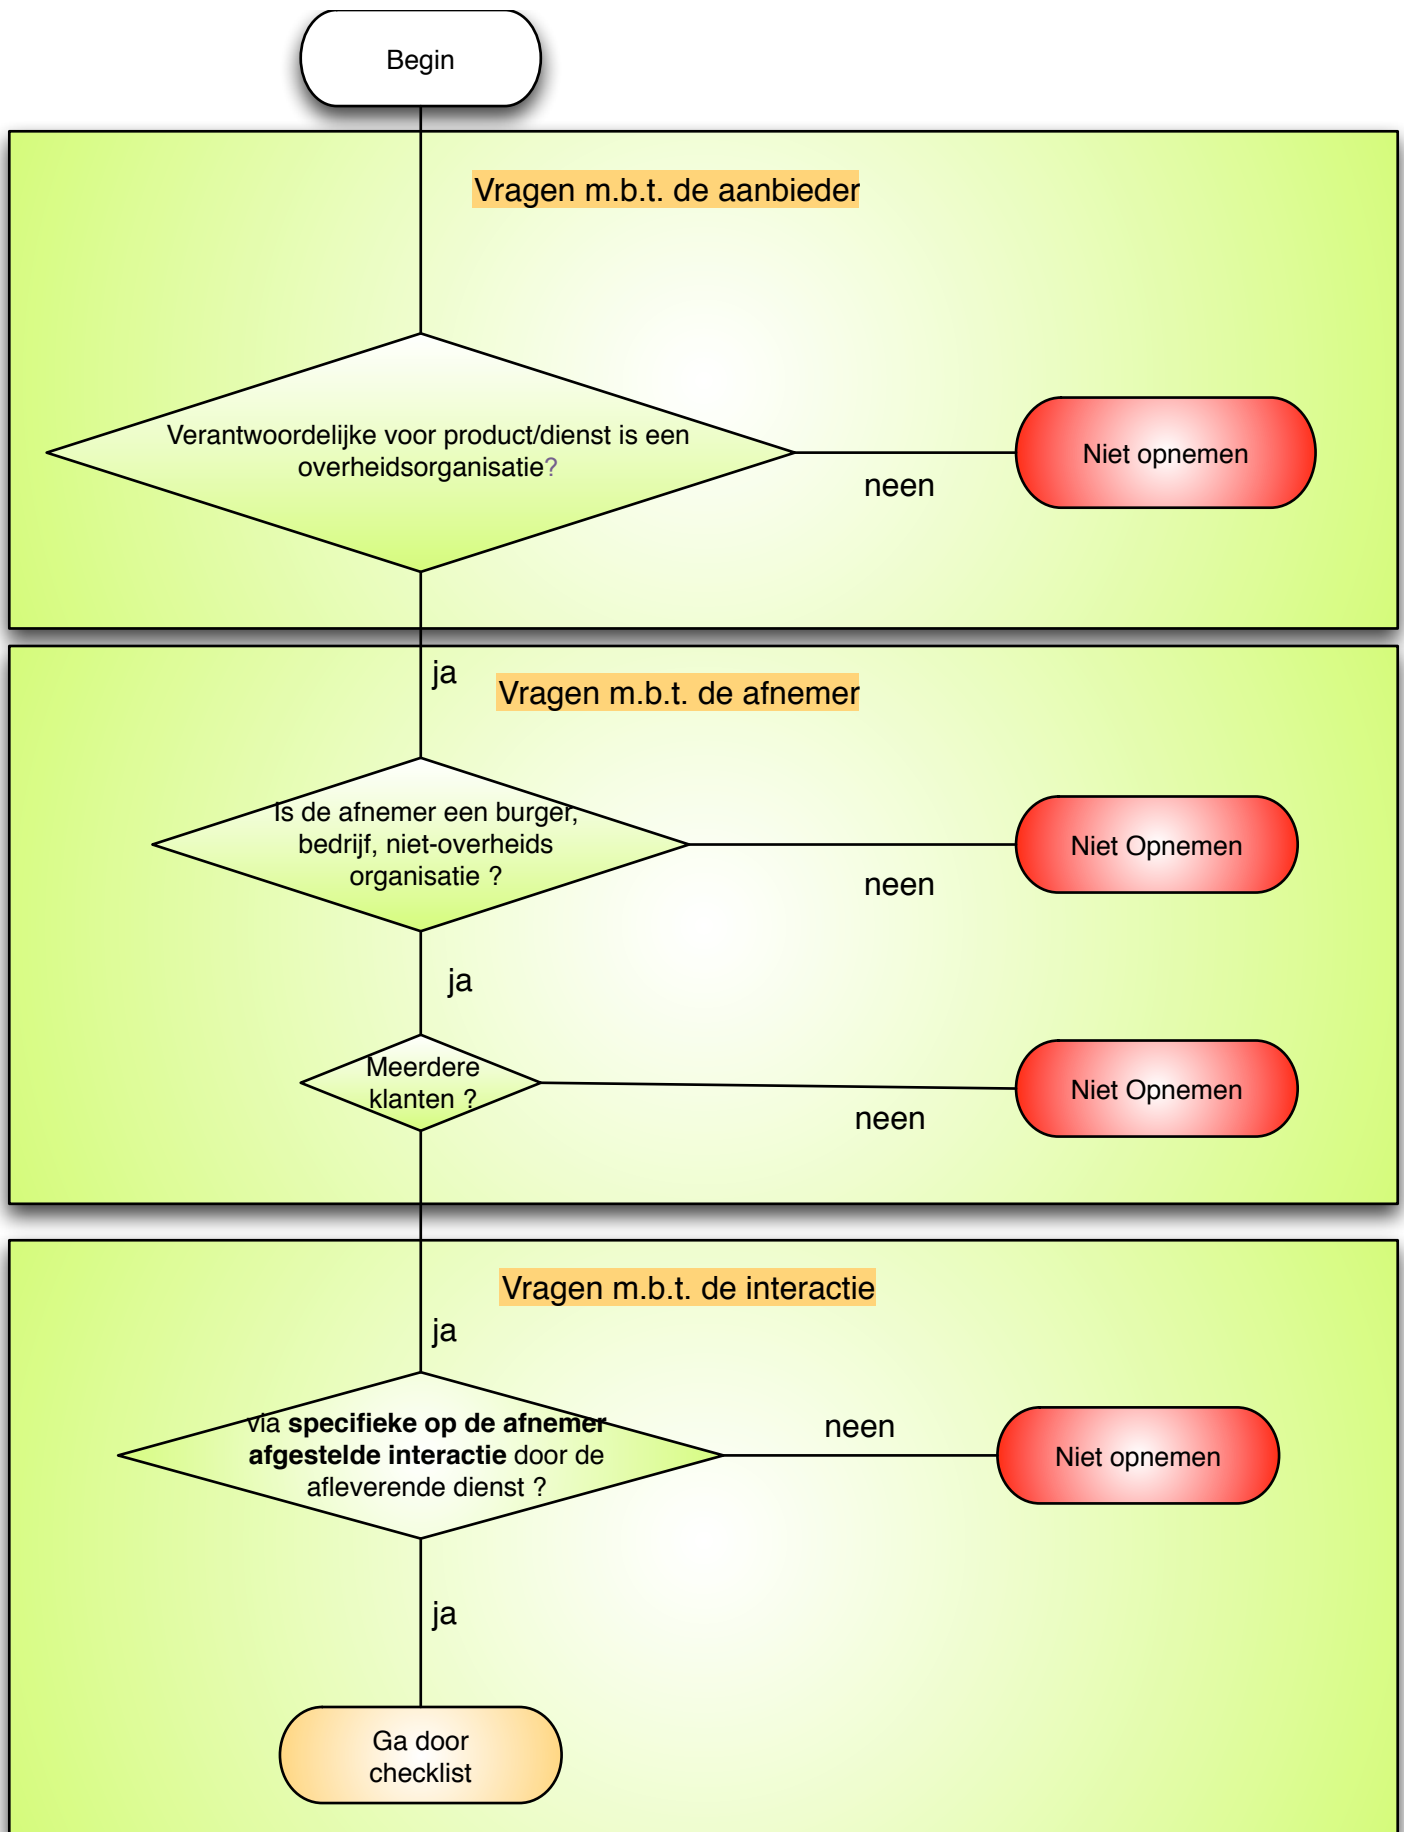 Begin
Vragen m.b.t. de aanbieder
Verantwoordelijke voor product/dienst is een
overheidsorganisatie?
neen
Niet opnemen
ja
Vragen m.b.t. de afnemer
Is de afnemer een burger,
bedrijf, niet-overheids
organisatie ?
neen
Niet Opnemen
ja
Meerdere
klanten ?
neen
Niet Opnemen
Vragen m.b.t. de interactie
ja
via specifieke op de afnemer
afgestelde interactie door de
afleverende dienst ?
neen
Niet opnemen
ja
Ga door
checklist